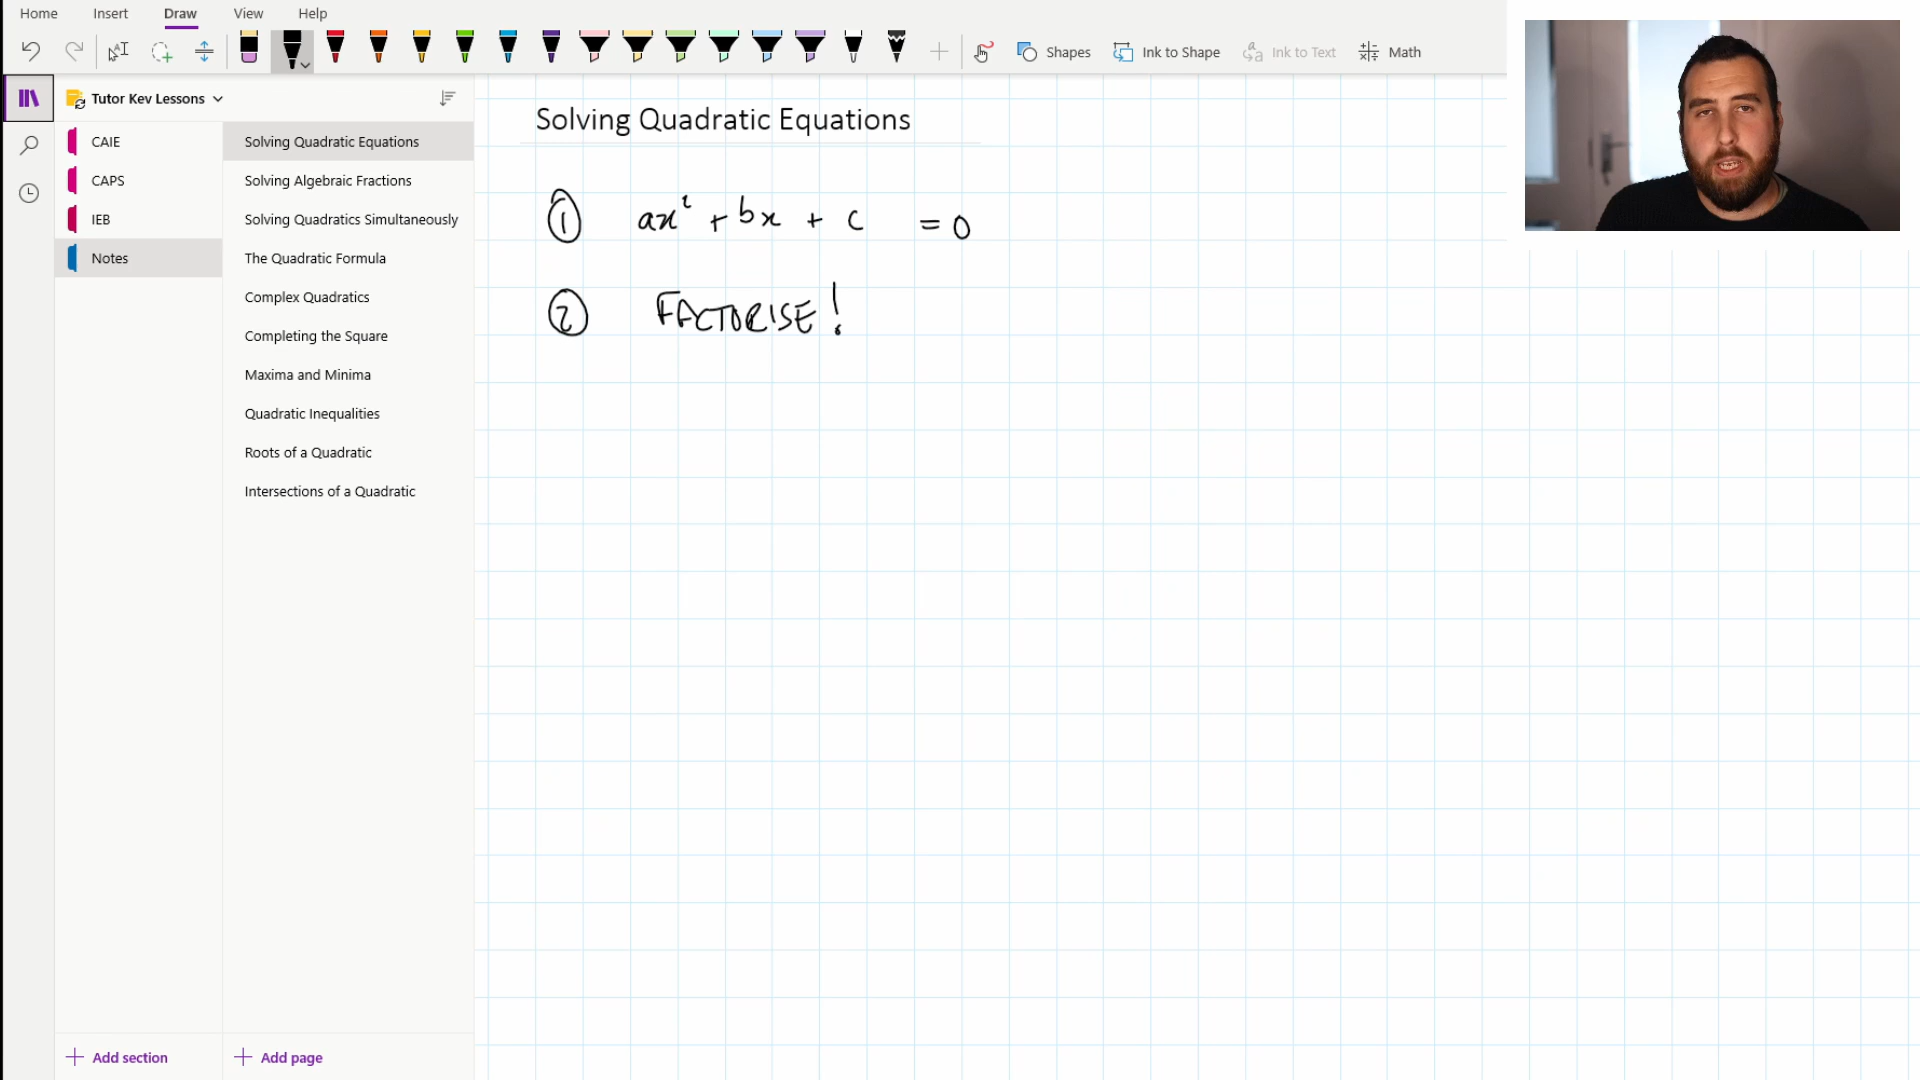 Home Insert Draw View Help
Shapes Ink to Shape Ink to Text Math
Tutor Kev Lessons
CAIE
CAPS
IEB
Notes
Solving Quadratic Equations
Solving Algebraic Fractions
Solving Quadratics Simultaneously
The Quadratic Formula
Complex Quadratics
Completing the Square
Maxima and Minima
Quadratic Inequalities
Roots of a Quadratic
Intersections of a Quadratic
Add section
Add page
Solving Quadratic Equations
① ax² + bx + c = 0
② FACTORISE!